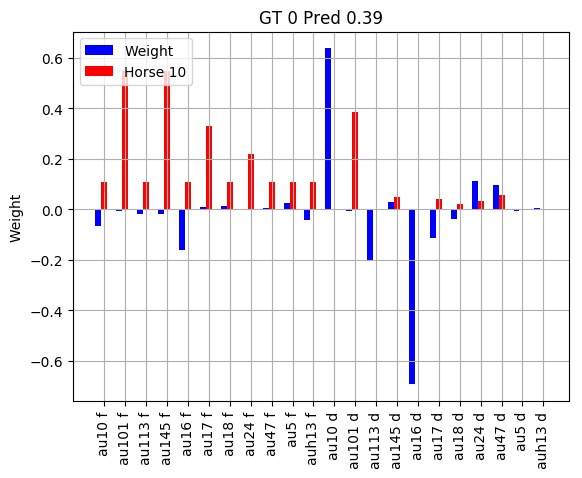 GT 0 Pred 0.39
Weight
Horse 10
Weight
0.6
0.4
0.2
0.0
−0.2
−0.4
−0.6
au10 f
au101 f
au113 f
au145 f
au16 f
au17 f
au18 f
au24 f
au47 f
au5 f
auh13 f
au10 d
au101 d
au113 d
au145 d
au16 d
au17 d
au18 d
au24 d
au47 d
au5 d
auh13 d